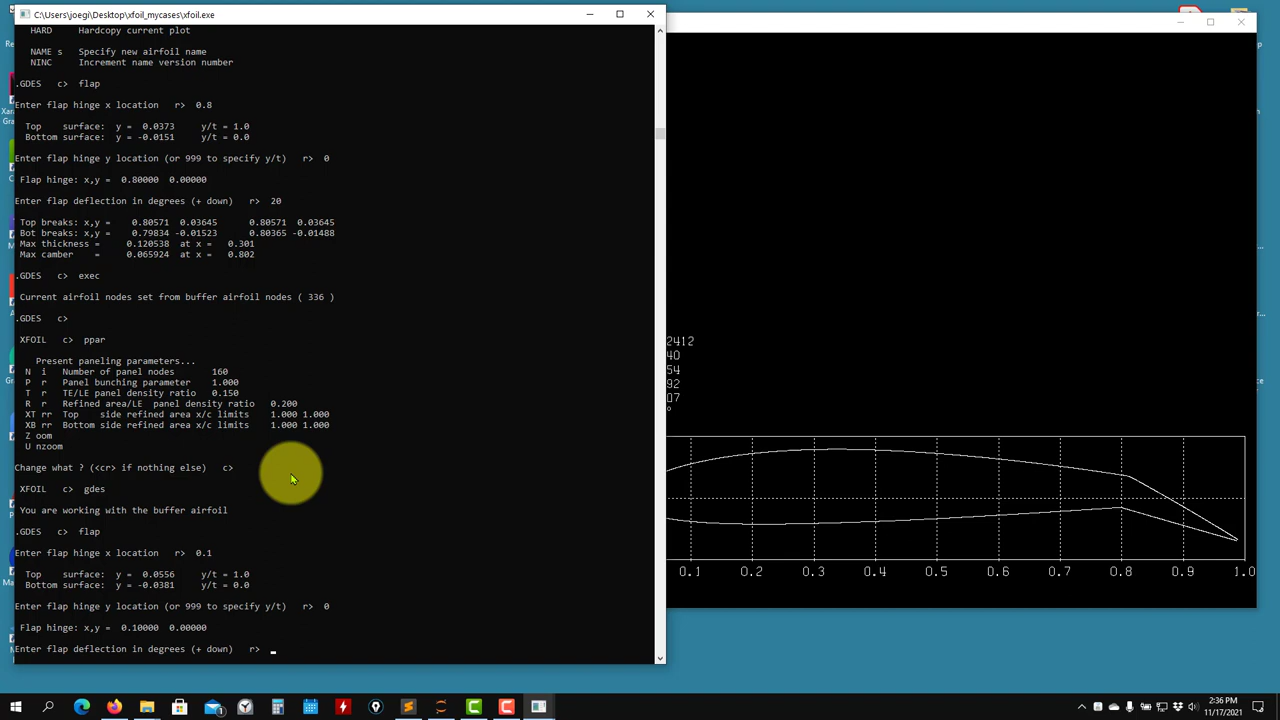 C:\Users\joegi\Desktop\xfoil_mycases\xfoil.exe
HARD Hardcopy current plot
NAME s Specify new airfoil name
NINC Increment name version number
.GDES c> flap
Enter flap hinge x location r> 0.8
Top surface: y = 0.0373 y/t = 1.0
Bottom surface: y = -0.0151 y/t = 0.0
Enter flap hinge y location (or 999 to specify y/t) r> 0
Flap hinge: x,y = 0.80000 0.00000
Enter flap deflection in degrees (+ down) r> 20
Top breaks: x,y = 0.80571 0.03645 0.80571 0.03645
Bot breaks: x,y = 0.79834 -0.01523 0.80365 -0.01488
Max thickness = 0.120538 at x = 0.301
Max camber = 0.065924 at x = 0.802
.GDES c> exec
Current airfoil nodes set from buffer airfoil nodes ( 336 )
.GDES c>
XFOIL c> ppar
Present paneling parameters...
N i Number of panel nodes 160
P r Panel bunching parameter 1.000
T r TE/LE panel density ratio 0.150
R r Refined area/LE panel density ratio 0.200
XT rr Top side refined area x/c limits 1.000 1.000
XB rr Bottom side refined area x/c limits 1.000 1.000
Z oom
U nzoom
Change what ? (<cr> if nothing else) c>
XFOIL c> gdes
You are working with the buffer airfoil
.GDES c> flap
Enter flap hinge x location r> 0.1
Top surface: y = 0.0556 y/t = 1.0
Bottom surface: y = -0.0381 y/t = 0.0
Enter flap hinge y location (or 999 to specify y/t) r> 0
Flap hinge: x,y = 0.10000 0.00000
Enter flap deflection in degrees (+ down) r> _
2412
40
54
92
07
°
0.1 0.2 0.3 0.4 0.5 0.6 0.7 0.8 0.9 1.0
2:36 PM
11/17/2021